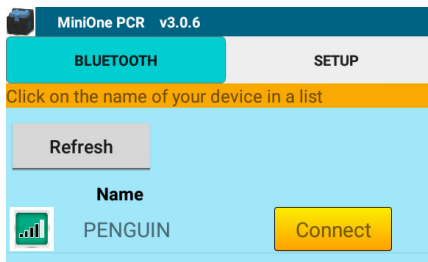 MiniOne PCR v3.0.6
BLUETOOTH SETUP
Click on the name of your device in a list
Refresh
Name
PENGUIN Connect